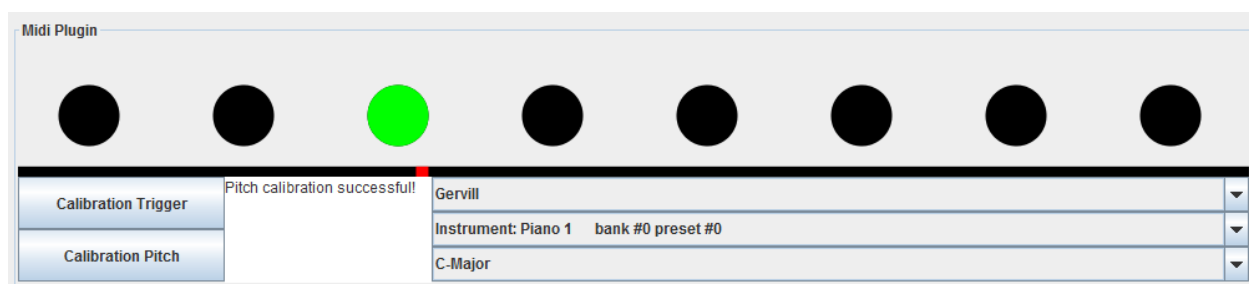 Midi Plugin
Calibration Trigger
Pitch calibration successful!
Gervill
Instrument: Piano 1 bank #0 preset #0
Calibration Pitch
C-Major